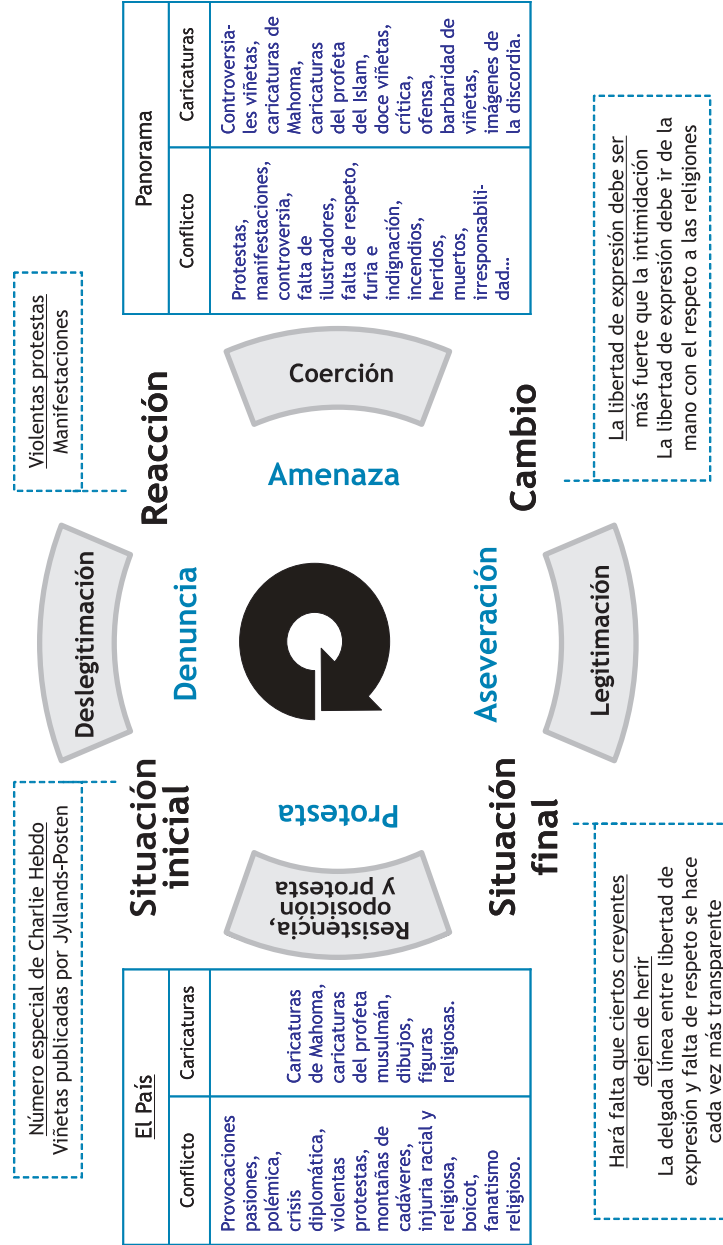 Número especial de Charlie Hebdo
Viñetas publicadas por Jyllands-Posten
Violentas protestas
Manifestaciones
Situación
inicial
Deslegitimación
Denuncia
Reacción
El País
Conflicto
Caricaturas
Provocaciones
pasiones,
polémica,
crisis
diplomática,
violentas
protestas,
montañas de
cadáveres,
injuria racial y
religiosa,
boicot,
fanatismo
religioso.
Caricaturas
de Mahoma,
caricaturas
del profeta
musulmán,
dibujos,
figuras
religiosas.
Resistencia,
oposición
y protesta
Protesta
Amenaza
Coerción
Panorama
Conflicto
Caricaturas
Protestas,
manifestaciones,
controversia,
falta de
ilustradores,
falta de respeto,
furia e
indignación,
incendios,
heridos,
muertos,
irresponsabili-
dad...
Controversia-
les viñetas,
caricaturas de
Mahoma,
caricaturas
del profeta
del Islam,
doce viñetas,
crítica,
ofensa,
barbaridad de
viñetas,
imágenes de
la discordia.
Situación
final
Aseveración
Legitimación
Cambio
Hará falta que ciertos creyentes
dejen de herir
La delgada línea entre libertad de
expresión y falta de respeto se hace
cada vez más transparente
La libertad de expresión debe ser
más fuerte que la intimidación
La libertad de expresión debe ir de la
mano con el respeto a las religiones